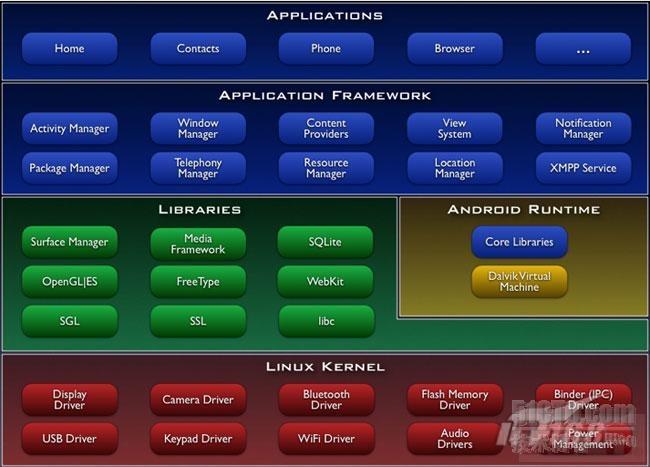 APPLICATIONS
Home
Contacts
Phone
Browser
...
APPLICATION FRAMEWORK
Activity Manager
Window
Manager
Content
Providers
View
System
Notification
Manager
Package Manager
Telephony
Manager
Resource
Manager
Location
Manager
XMPP Service
LIBRARIES
Surface Manager
Media
Framework
SQLite
OpenGL|ES
FreeType
WebKit
SGL
SSL
libc
ANDROID RUNTIME
Core Libraries
Dalvik Virtual
Machine
LINUX KERNEL
Display
Driver
Camera Driver
Bluetooth
Driver
Flash Memory
Driver
Binder (IPC)
Driver
USB Driver
Keypad Driver
WiFi Driver
Audio
Drivers
Power
Management
51CTO.com
Blog